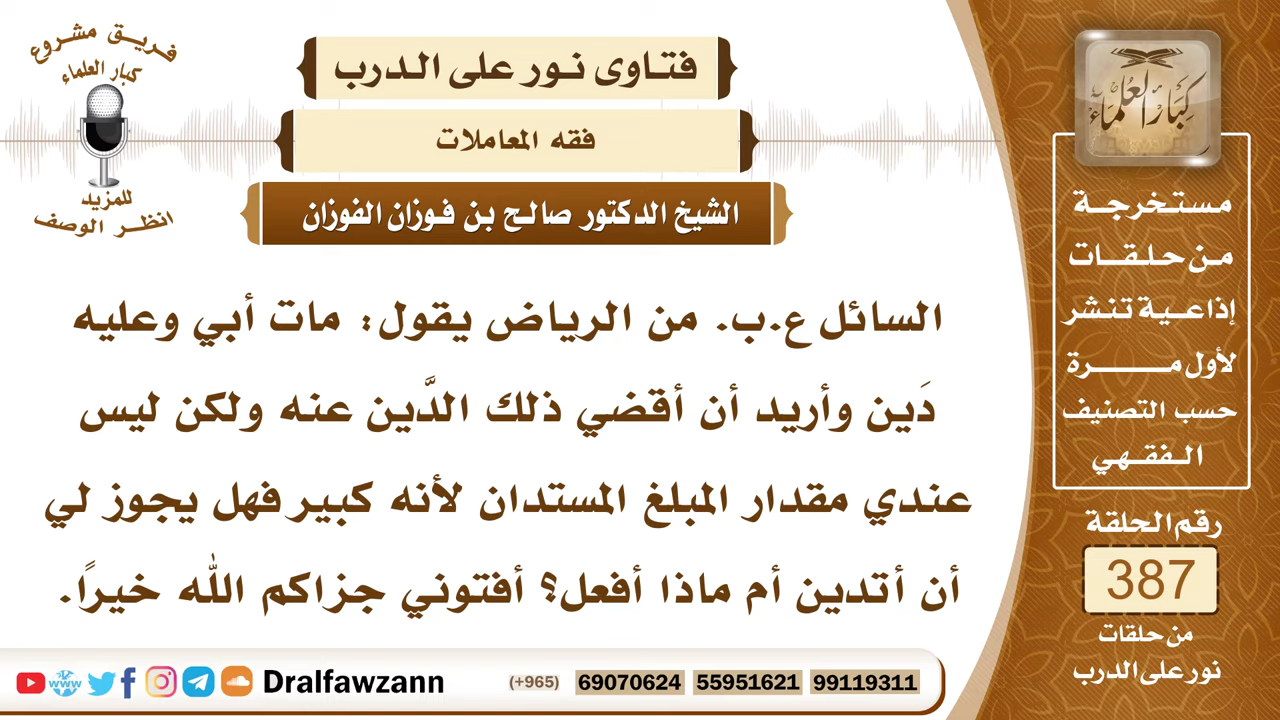 فريق مشروع
كبار العلماء
للمزيد
انظر الوصف
فتاوى نور على الدرب
فقه المعاملات
الشيخ الدكتور صالح بن فوزان الفوزان
السائل ع.ب. من الرياض يقول: مات أبي وعليه
دَين وأريد أن أقضي ذلك الدَّين عنه ولكن ليس
عندي مقدار المبلغ المستدان لأنه كبير فهل يجوز لي
أن أتدين أم ماذا أفعل؟ أفتوني جزاكم الله خيرًا.
كبار العلماء
مستخرجة
من حلقات
إذاعية تنشر
لأول مرة
حسب التصنيف
الفقهي
رقم الحلقة
387
من حلقات
نور على الدرب
www
Dralfawzann
(+965) 69070624 55951621 99119311